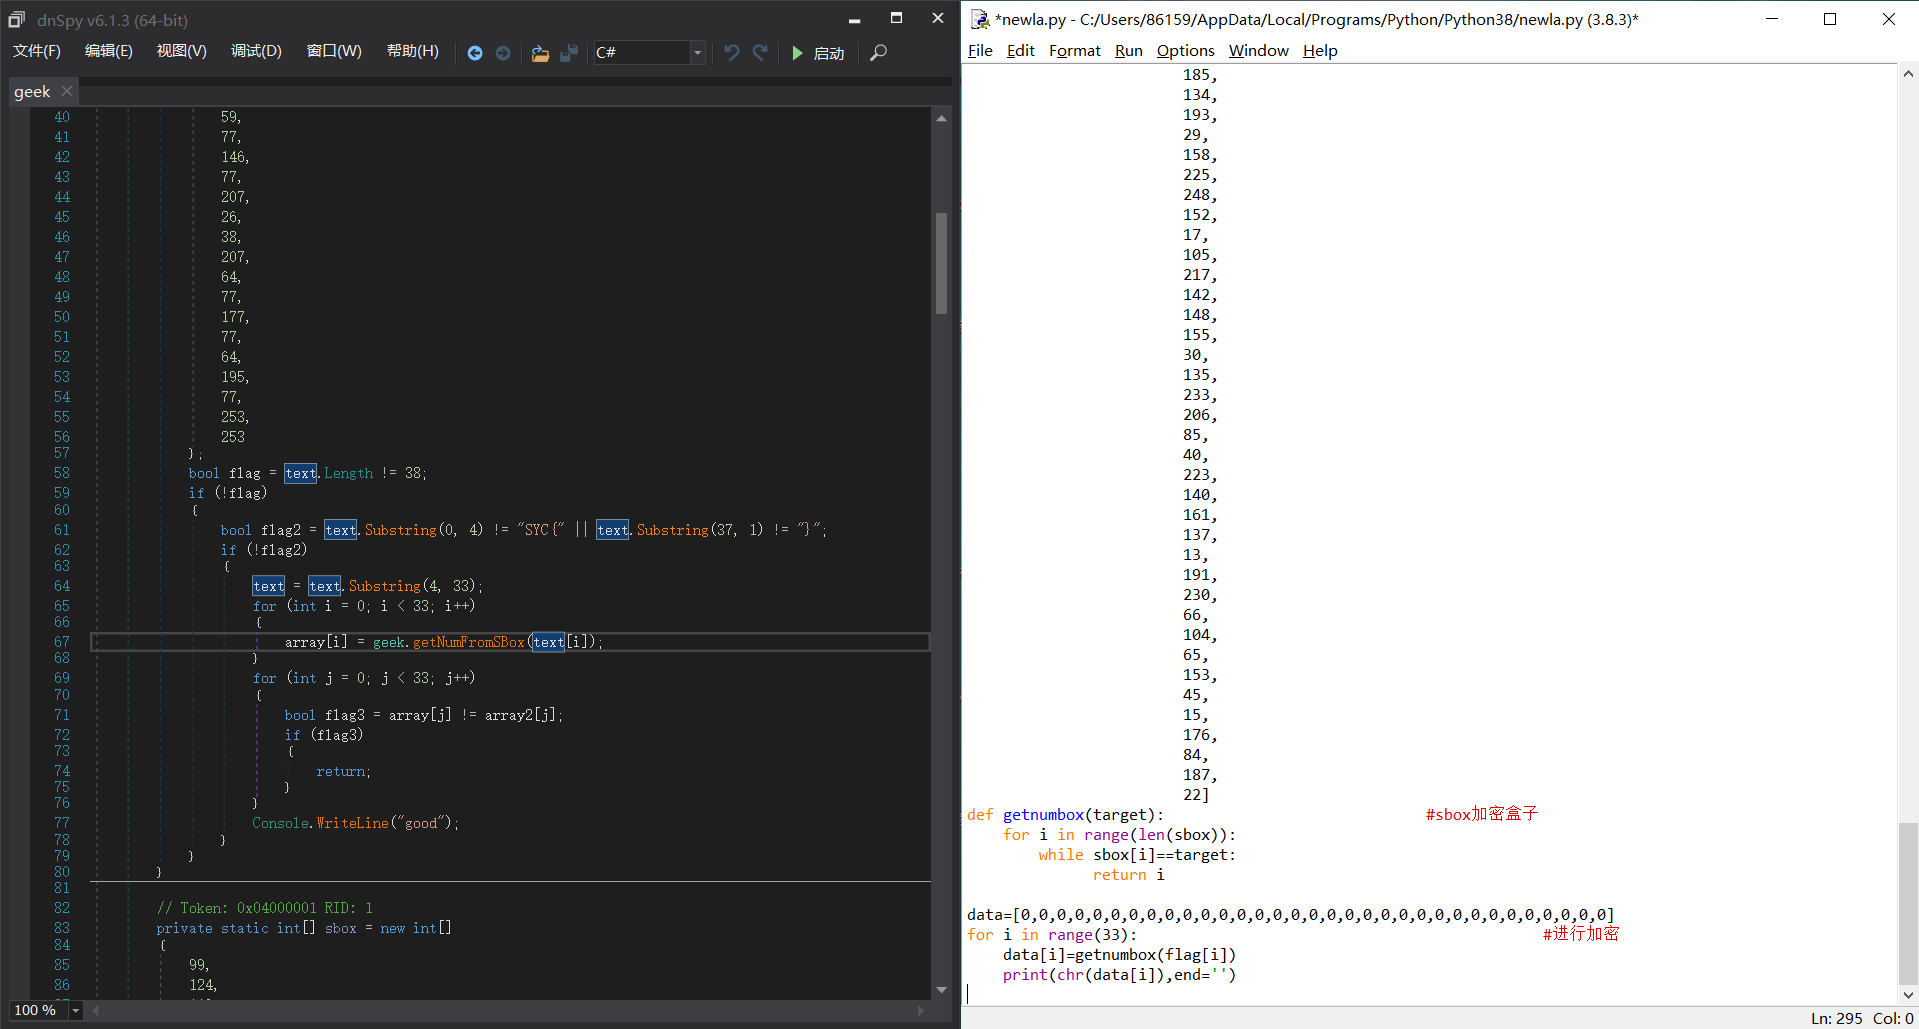 dnSpy v6.1.3 (64-bit)
文件(F) 编辑(E) 视图(V) 调试(D) 窗口(W) 帮助(H) C# 启动
geek
40 59,
41 77,
42 146,
43 77,
44 207,
45 26,
46 38,
47 207,
48 64,
49 77,
50 177,
51 77,
52 64,
53 195,
54 77,
55 253,
56 253
57 };
58 bool flag = text.Length != 38;
59 if (!flag)
60 {
61 bool flag2 = text.Substring(0, 4) != "SYC{" || text.Substring(37, 1) != "}";
62 if (!flag2)
63 {
64 text = text.Substring(4, 33);
65 for (int i = 0; i < 33; i++)
66 {
67 array[i] = geek.getNumFromSBox(text[i]);
68 }
69 for (int j = 0; j < 33; j++)
70 {
71 bool flag3 = array[j] != array2[j];
72 if (flag3)
73 {
74 return;
75 }
76 }
77 Console.WriteLine("good");
78 }
79 }
80 }
81
82 // Token: 0x04000001 RID: 1
83 private static int[] sbox = new int[]
84 {
85 99,
86 124,
100 %
*newla.py - C:/Users/86159/AppData/Local/Programs/Python/Python38/newla.py (3.8.3)*
File Edit Format Run Options Window Help
185,
134,
193,
29,
158,
225,
248,
152,
17,
105,
217,
142,
148,
155,
30,
135,
233,
206,
85,
40,
223,
140,
161,
137,
13,
191,
230,
66,
104,
65,
153,
45,
15,
176,
84,
187,
22]
def getnumbox(target): #sbox加密盒子
for i in range(len(sbox)):
while sbox[i]==target:
return i
data=[0,0,0,0,0,0,0,0,0,0,0,0,0,0,0,0,0,0,0,0,0,0,0,0,0,0,0,0,0,0,0,0,0]
for i in range(33): #进行加密
data[i]=getnumbox(flag[i])
print(chr(data[i]),end='')
Ln: 295 Col: 0